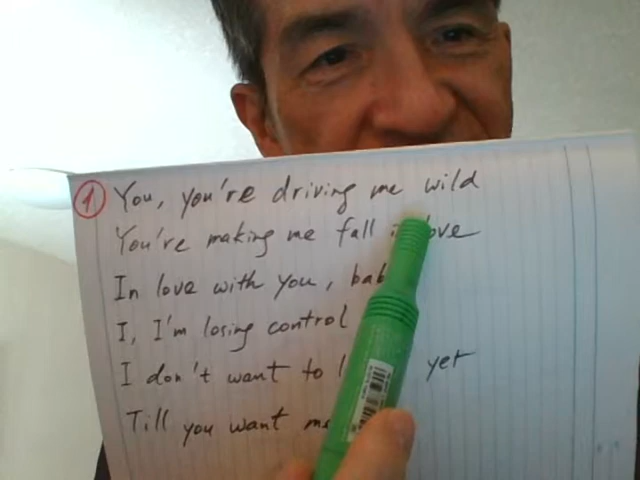 1 You, you're driving me wild
You're making me fall
In love with you,
I, I'm losing control
I don't want to yet
Till you want